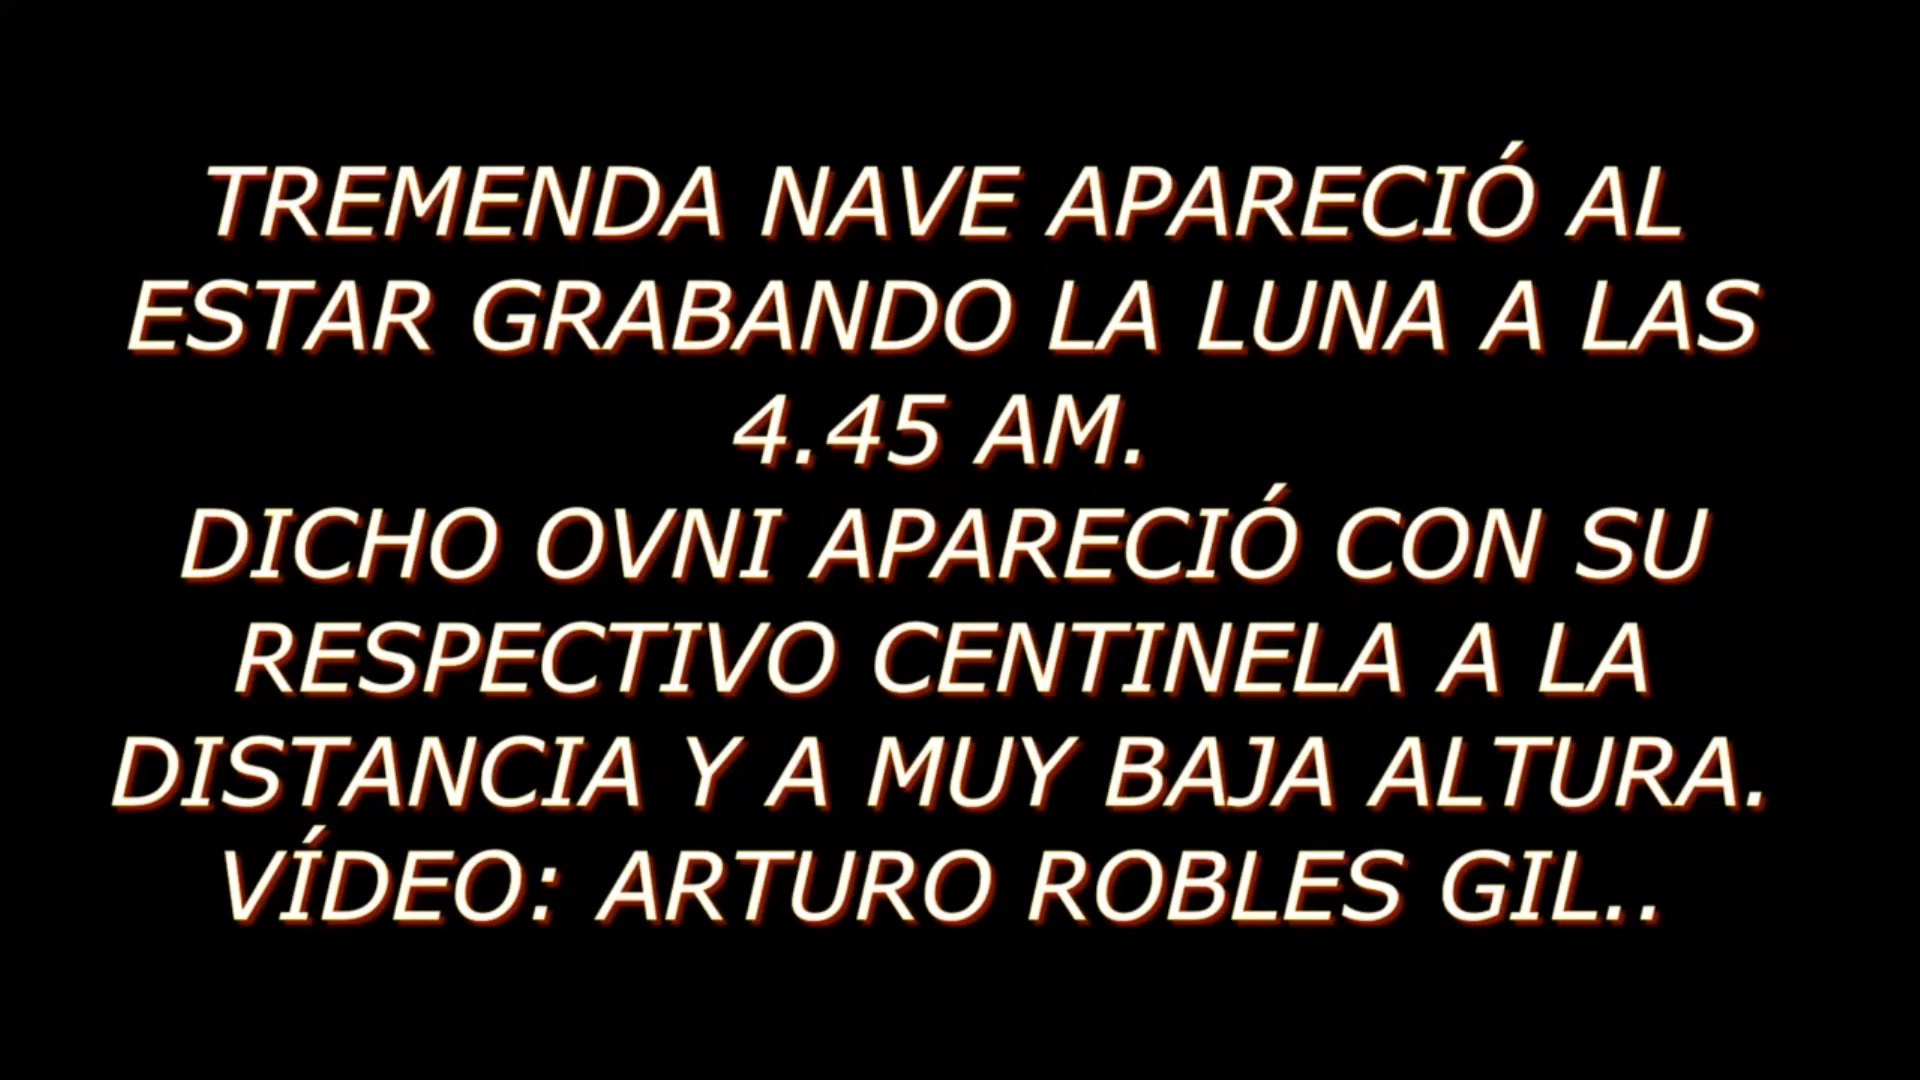 TREMENDA NAVE APARECIÓ AL
ESTAR GRABANDO LA LUNA A LAS
4.45 AM.
DICHO OVNI APARECIÓ CON SU
RESPECTIVO CENTINELA A LA
DISTANCIA Y A MUY BAJA ALTURA.
VÍDEO: ARTURO ROBLES GIL..